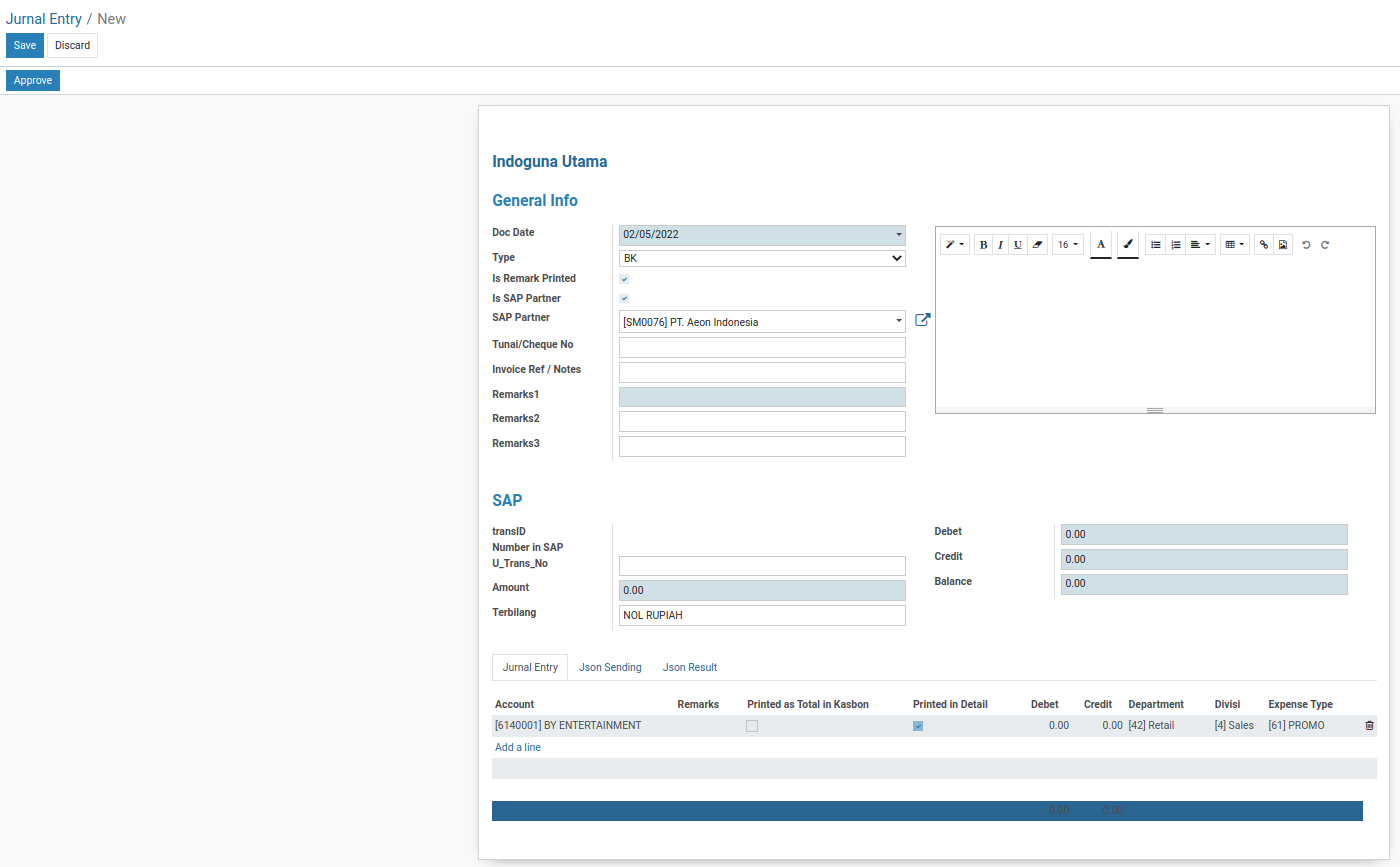 Jurnal Entry / New
Save Discard
Approve
Indoguna Utama
General Info
Doc Date 02/05/2022
Type BK
Is Remark Printed
Is SAP Partner
SAP Partner [SM0076] PT. Aeon Indonesia
Tunai/Cheque No
Invoice Ref / Notes
Remarks1
Remarks2
Remarks3
B I U 16 A
SAP
transID
Number in SAP
U_Trans_No
Amount 0.00
Terbilang NOL RUPIAH
Debet 0.00
Credit 0.00
Balance 0.00
Jurnal Entry Json Sending Json Result
Account Remarks Printed as Total in Kasbon Printed in Detail Debet Credit Department Divisi Expense Type
[6140001] BY ENTERTAINMENT 0.00 0.00 [42] Retail [4] Sales [61] PROMO
Add a line
0.00 0.00